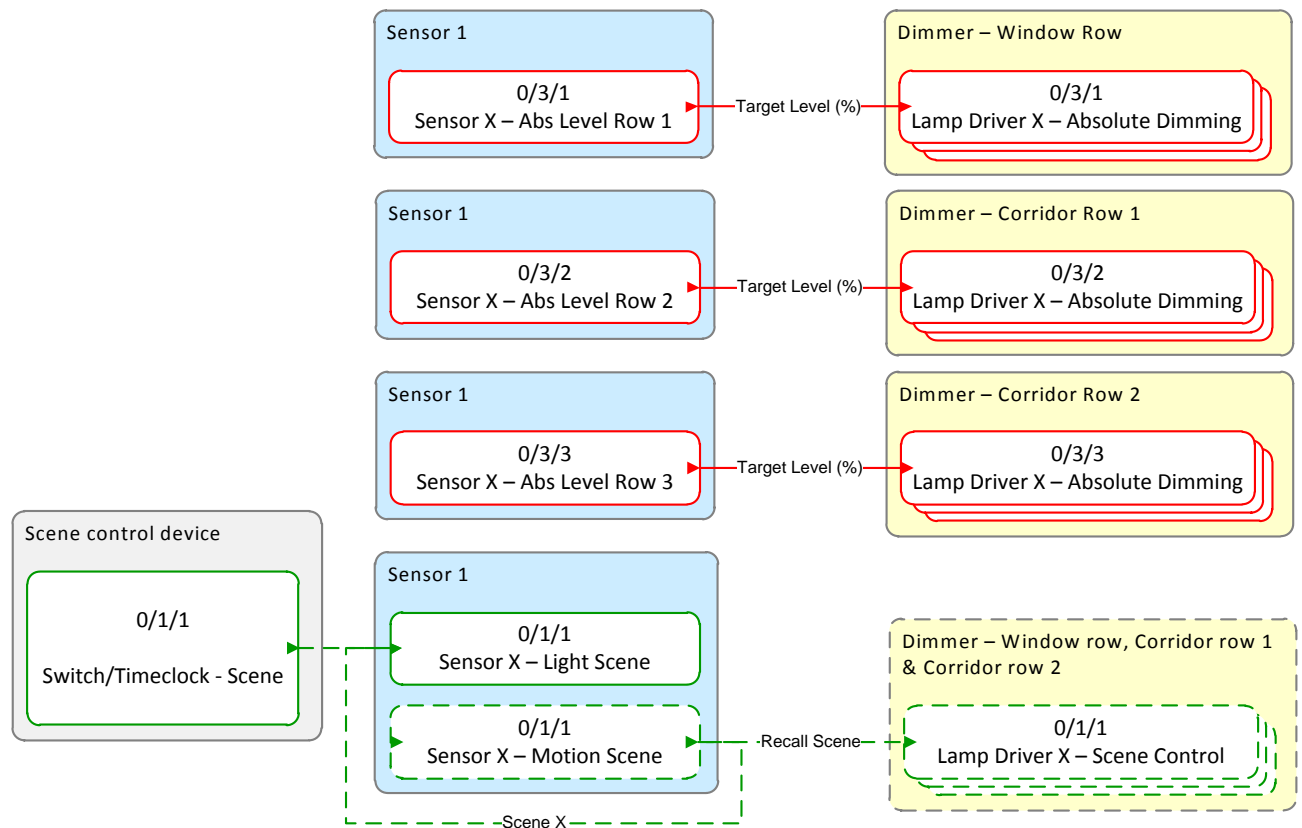 Sensor 1
0/3/1
Sensor X – Abs Level Row 1
Target Level (%)
Dimmer – Window Row
0/3/1
Lamp Driver X – Absolute Dimming
Sensor 1
0/3/2
Sensor X – Abs Level Row 2
Target Level (%)
Dimmer – Corridor Row 1
0/3/2
Lamp Driver X – Absolute Dimming
Sensor 1
0/3/3
Sensor X – Abs Level Row 3
Target Level (%)
Dimmer – Corridor Row 2
0/3/3
Lamp Driver X – Absolute Dimming
Scene control device
0/1/1
Switch/Timeclock - Scene
Sensor 1
0/1/1
Sensor X – Light Scene
0/1/1
Sensor X – Motion Scene
Recall Scene
Scene X
Dimmer – Window row, Corridor row 1
& Corridor row 2
0/1/1
Lamp Driver X – Scene Control